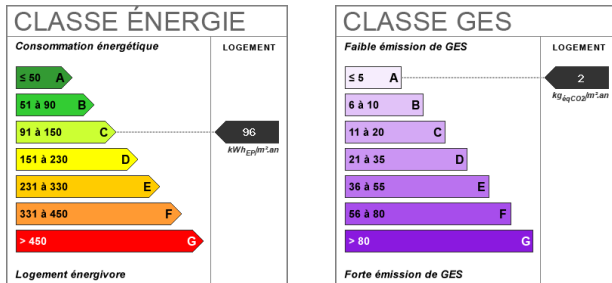 CLASSE ÉNERGIE
Consommation énergétique
LOGEMENT
≤ 50 A
51 à 90 B
91 à 150 C
96
kWhEP/m².an
151 à 230 D
231 à 330 E
331 à 450 F
> 450 G
Logement énergivore
CLASSE GES
Faible émission de GES
LOGEMENT
≤ 5 A
2
kgéqCO2/m².an
6 à 10 B
11 à 20 C
21 à 35 D
36 à 55 E
56 à 80 F
> 80 G
Forte émission de GES